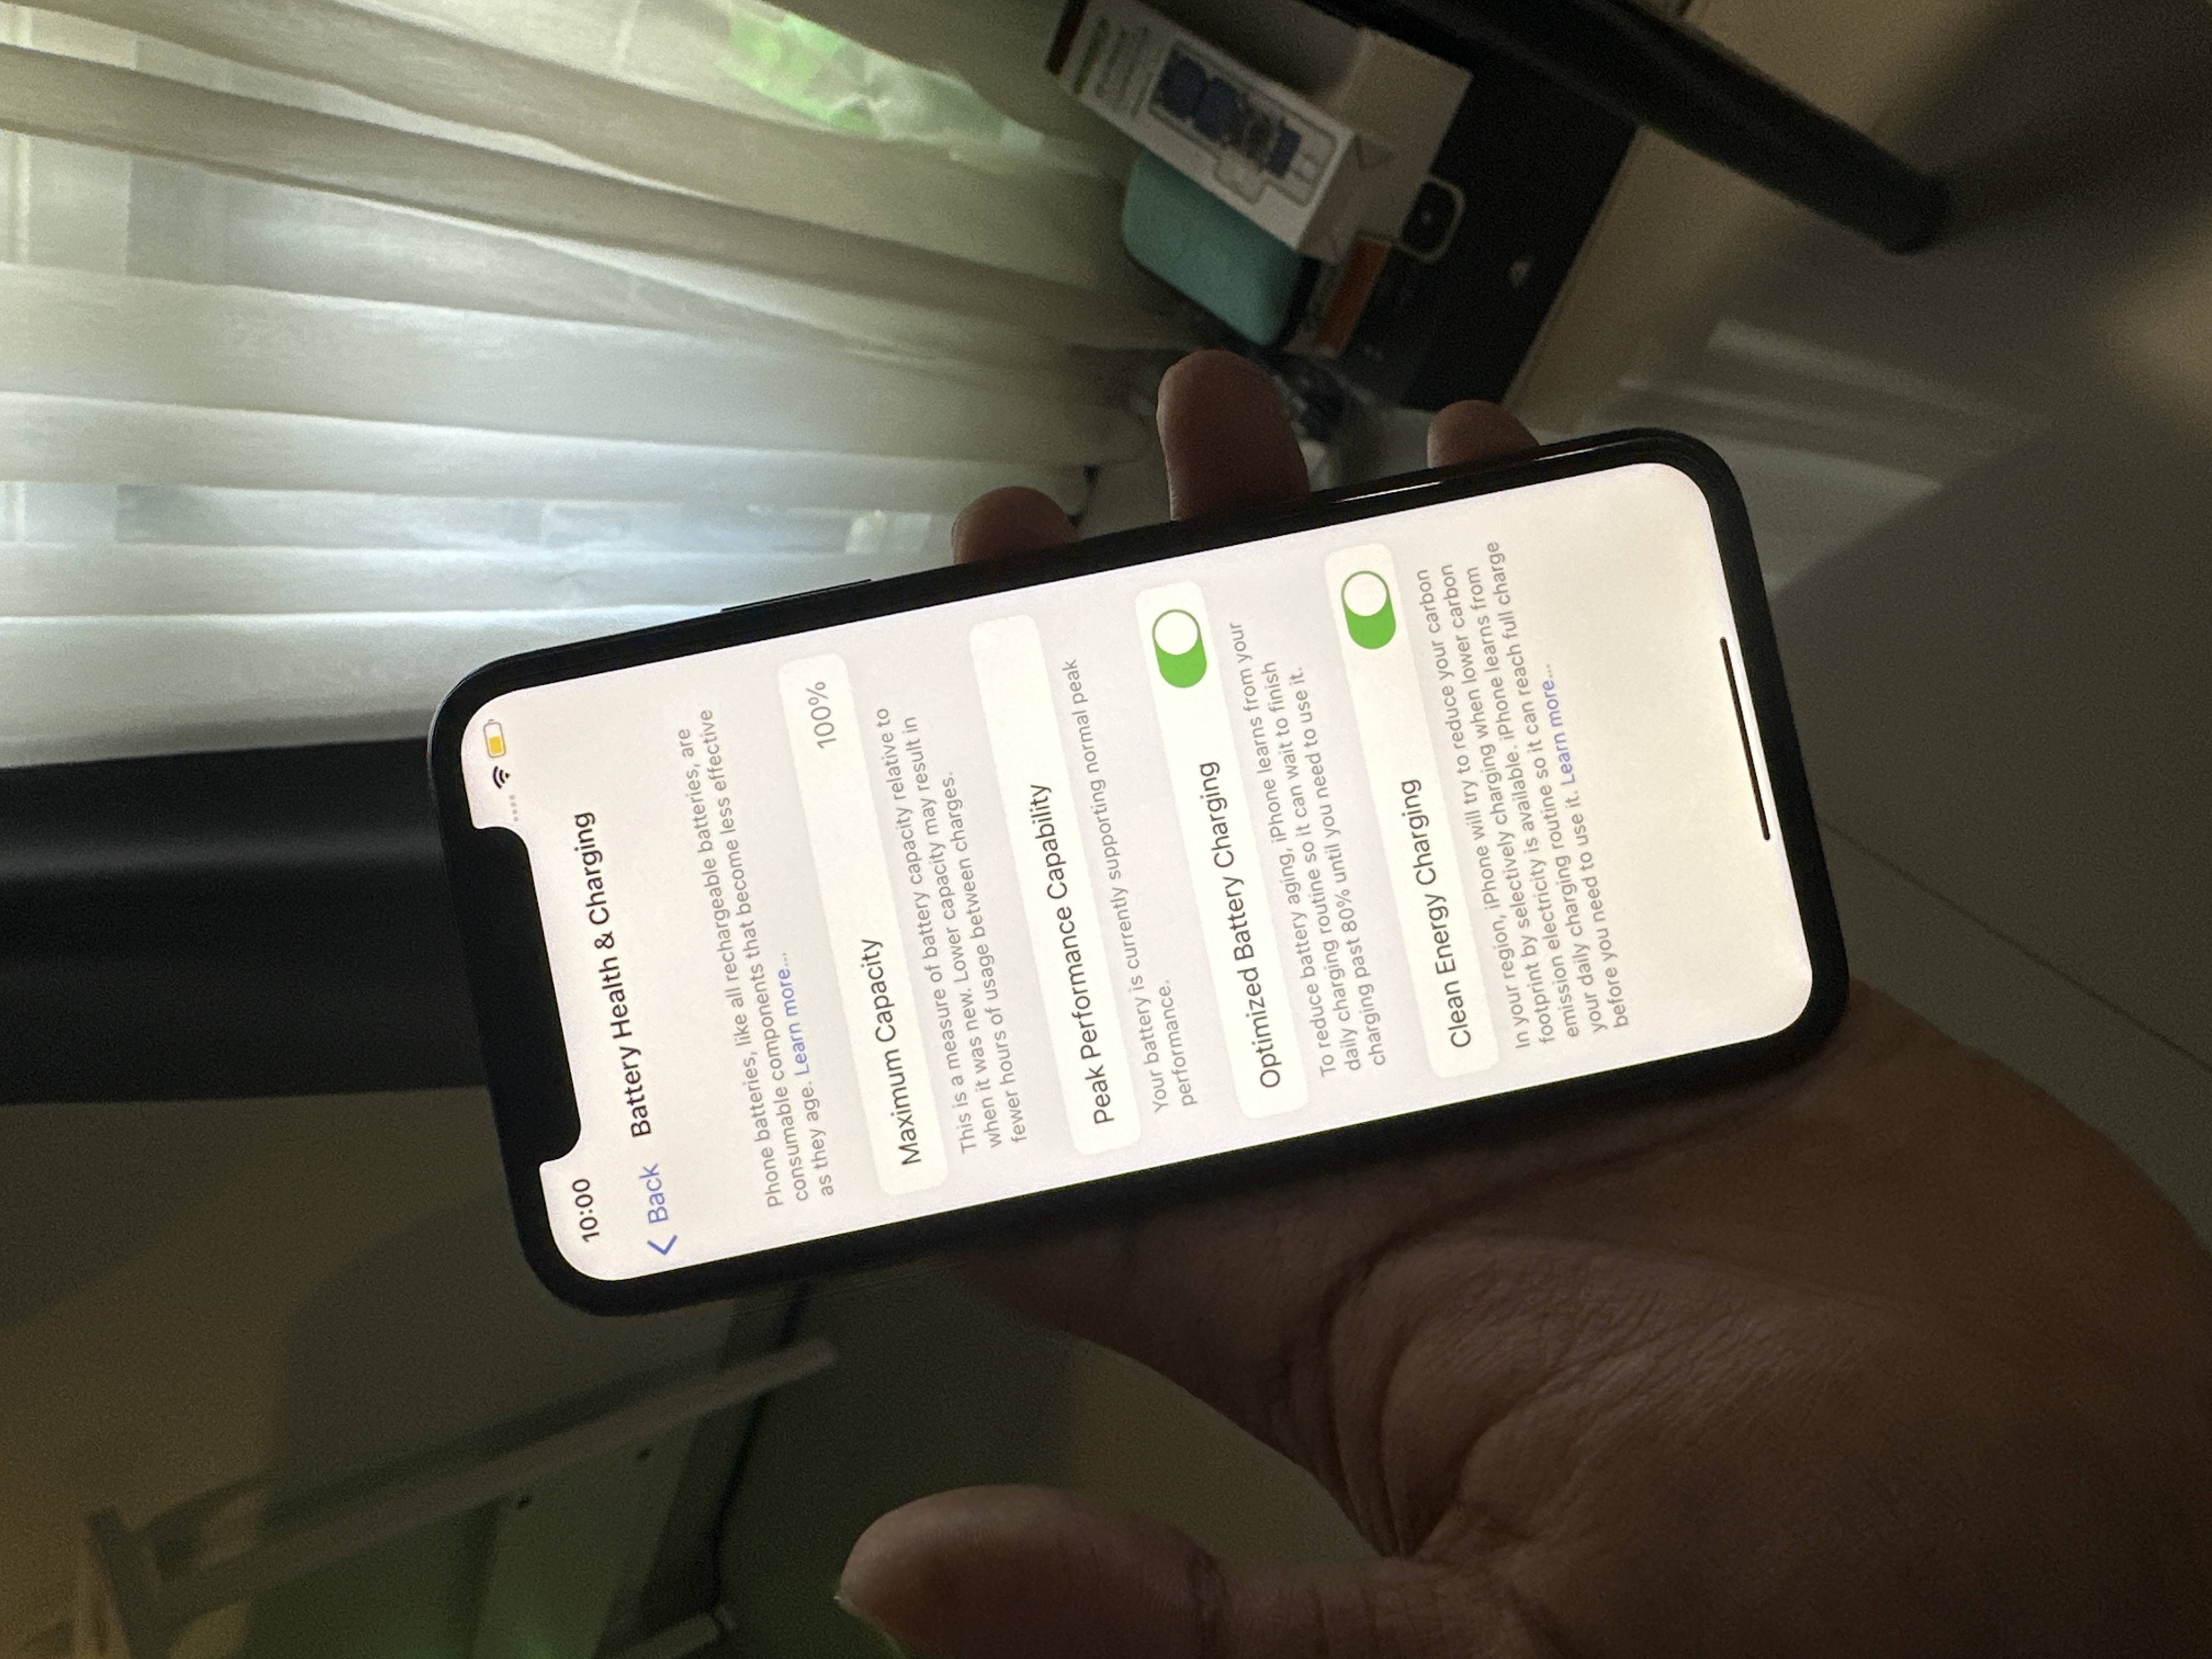 10:00
Back
Battery Health & Charging
Phone batteries, like all rechargeable batteries, are
consumable components that become less effective
as they age. Learn more...
Maximum Capacity
100%
This is a measure of battery capacity relative to
when it was new. Lower capacity may result in
fewer hours of usage between charges.
Peak Performance Capability
Your battery is currently supporting normal peak
performance.
Optimized Battery Charging
To reduce battery aging, iPhone learns from your
daily charging routine so it can wait to finish
charging past 80% until you need to use it.
Clean Energy Charging
In your region, iPhone will try to reduce your carbon
footprint by selectively charging when lower carbon
emission electricity is available. iPhone learns from
your daily charging routine so it can reach full charge
before you need to use it. Learn more...